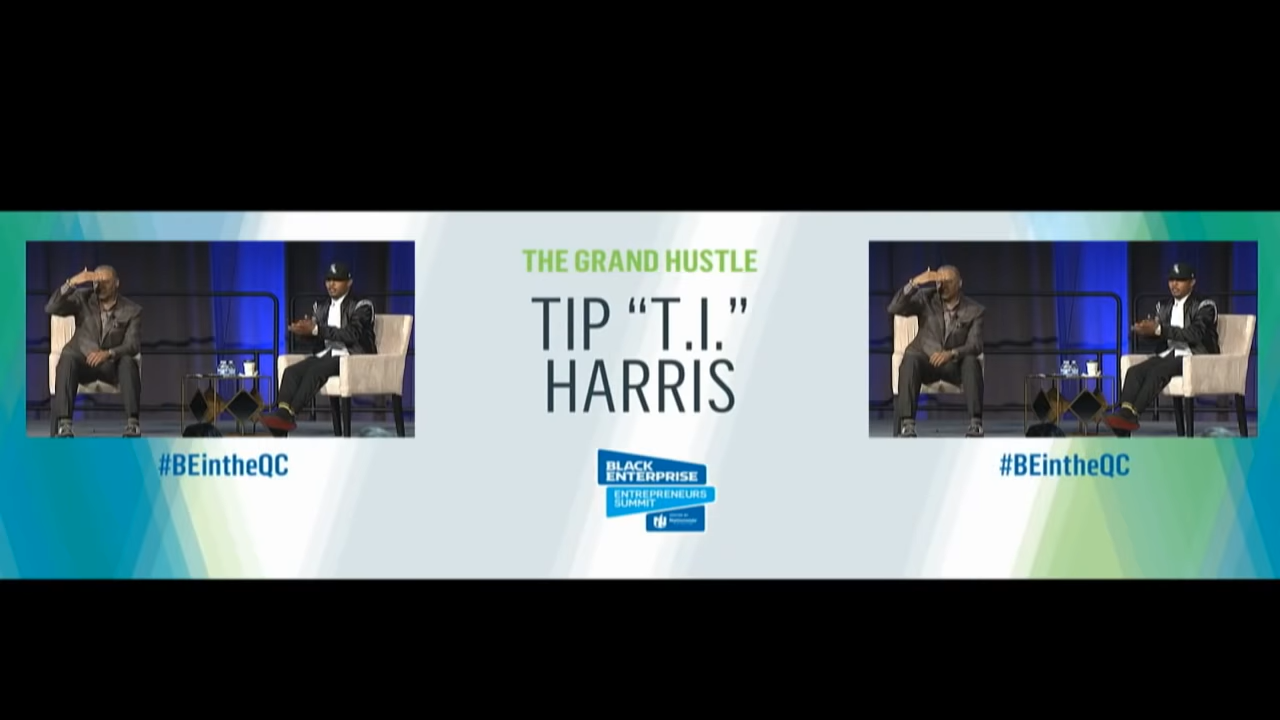 THE GRAND HUSTLE
TIP “T.I.”
HARRIS
#BEintheQC
#BEintheQC
BLACK
ENTERPRISE
ENTREPRENEURS
SUMMIT